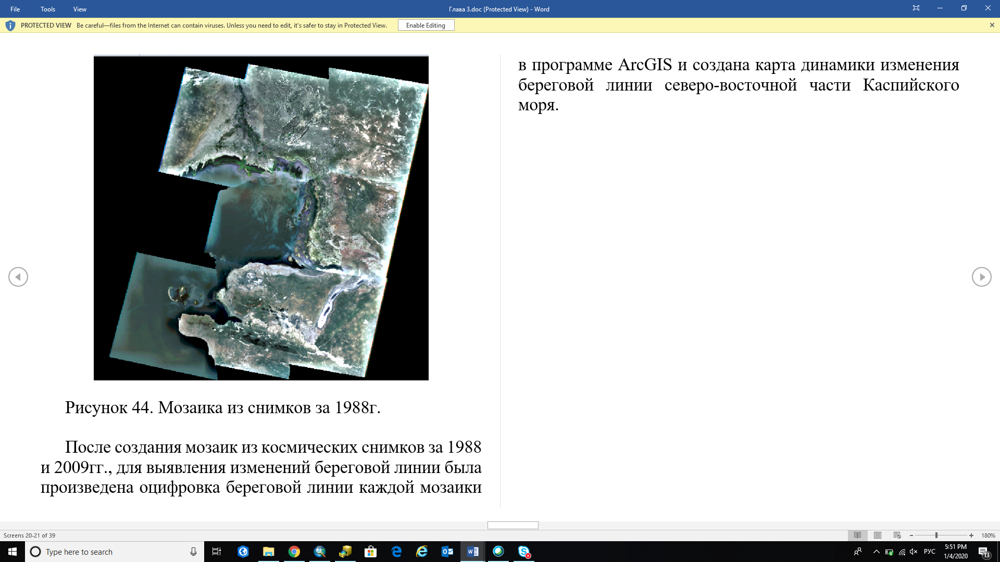 File Tools View Глава 3.doc (Protected View) - Word
PROTECTED VIEW Be careful—files from the Internet can contain viruses. Unless you need to edit, it's safer to stay in Protected View. Enable Editing
Рисунок 44. Мозаика из снимков за 1988г.
После создания мозаик из космических снимков за 1988
и 2009гг., для выявления изменений береговой линии была
произведена оцифровка береговой линии каждой мозаики
в программе ArcGIS и создана карта динамики изменения
береговой линии северо-восточной части Каспийского
моря.
Screens 20-21 of 39
180%
Type here to search
РУС
5:51 PM
1/4/2020
13